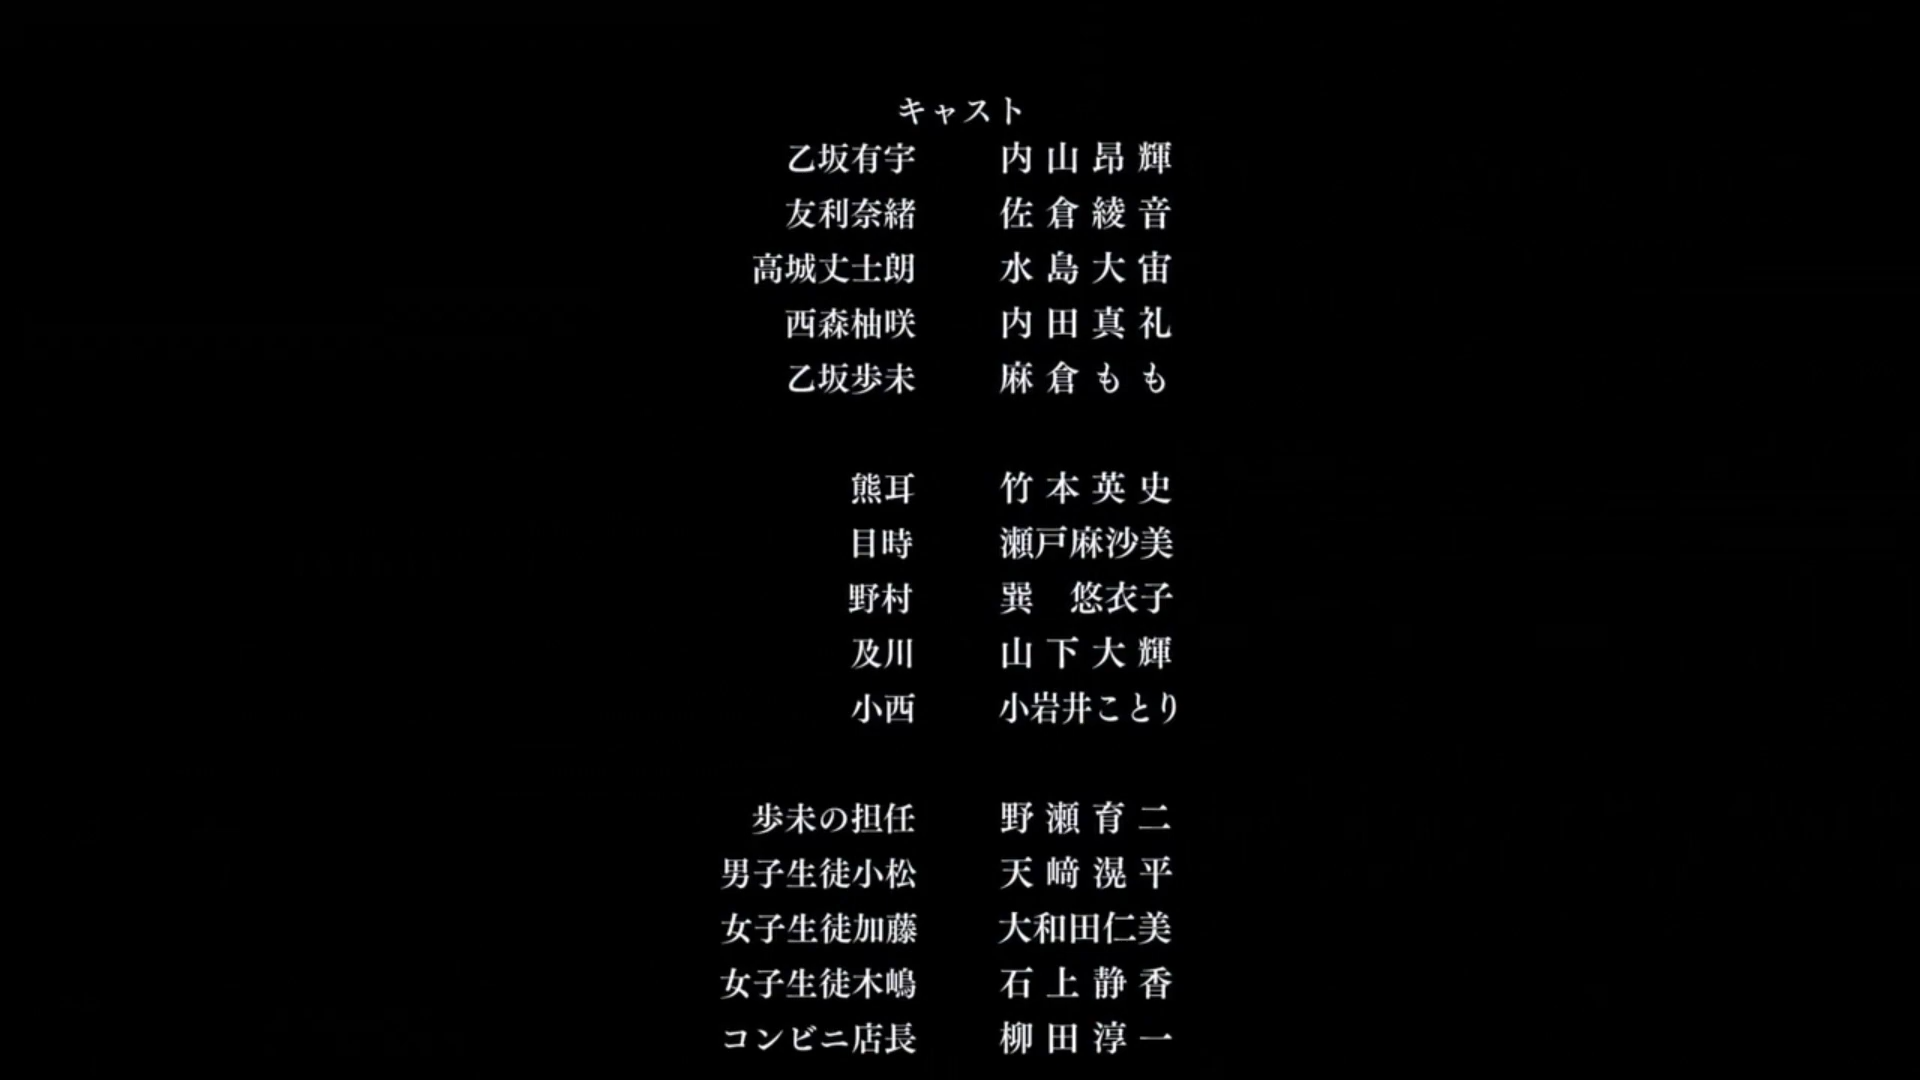 キャスト
乙坂有宇 内山昂輝
友利奈緒 佐倉綾音
高城丈士朗 水島大宙
西森柚咲 内田真礼
乙坂歩未 麻倉もも
熊耳 竹本英史
目時 瀬戸麻沙美
野村 巽 悠衣子
及川 山下大輝
小西 小岩井ことり
歩未の担任 野瀬育二
男子生徒小松 天﨑滉平
女子生徒加藤 大和田仁美
女子生徒木嶋 石上静香
コンビニ店長 柳田淳一